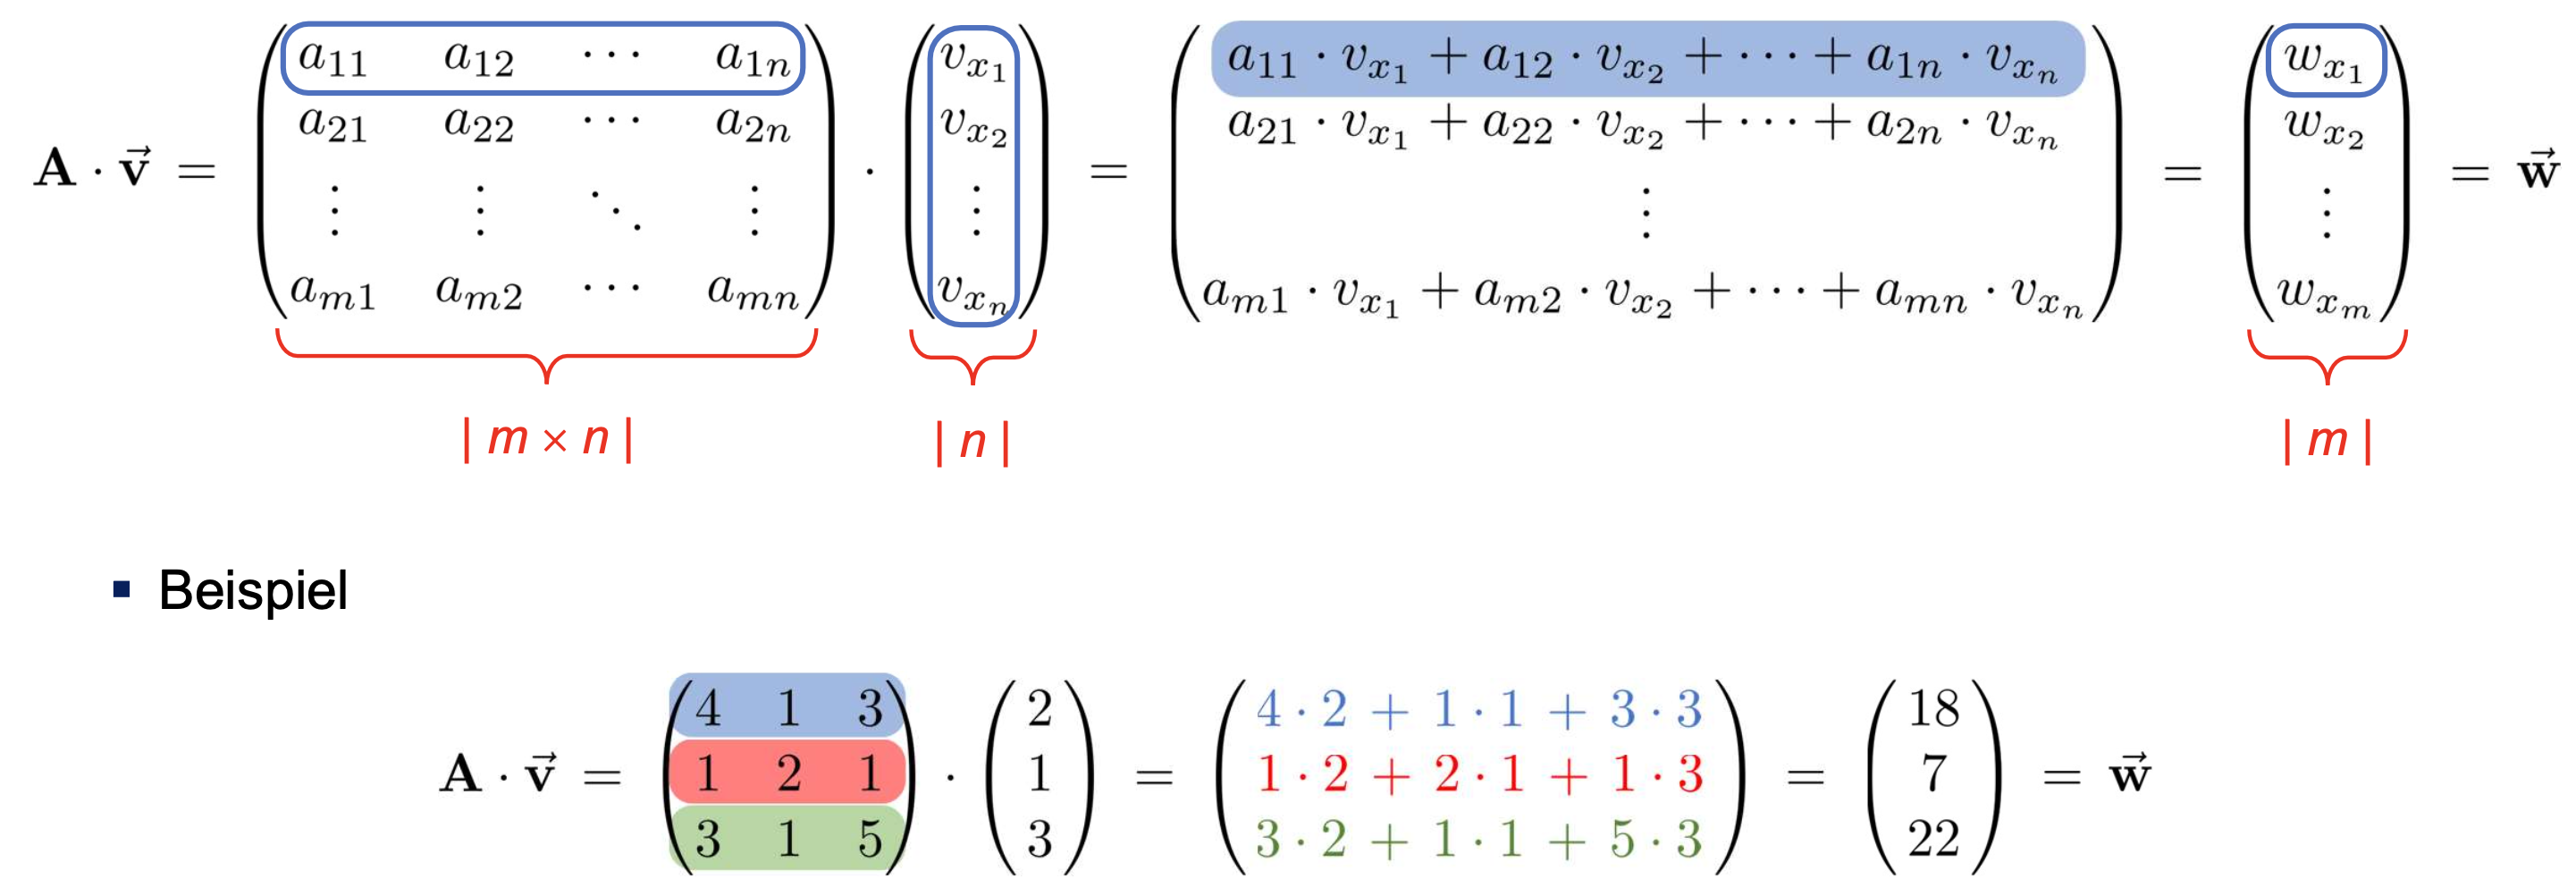 $\mathbf{A} \cdot \vec{\mathbf{v}} = \begin{pmatrix} a_{11} & a_{12} & \cdots & a_{1n} \\ a_{21} & a_{22} & \cdots & a_{2n} \\ \vdots & \vdots & \ddots & \vdots \\ a_{m1} & a_{m2} & \cdots & a_{mn} \end{pmatrix} \cdot \begin{pmatrix} v_{x_1} \\ v_{x_2} \\ \vdots \\ v_{x_n} \end{pmatrix} = \begin{pmatrix} a_{11} \cdot v_{x_1} + a_{12} \cdot v_{x_2} + \cdots + a_{1n} \cdot v_{x_n} \\ a_{21} \cdot v_{x_1} + a_{22} \cdot v_{x_2} + \cdots + a_{2n} \cdot v_{x_n} \\ \vdots \\ a_{m1} \cdot v_{x_1} + a_{m2} \cdot v_{x_2} + \cdots + a_{mn} \cdot v_{x_n} \end{pmatrix} = \begin{pmatrix} w_{x_1} \\ w_{x_2} \\ \vdots \\ w_{x_m} \end{pmatrix} = \vec{\mathbf{w}}$
| m × n | | n | | m |
▪ Beispiel
$\mathbf{A} \cdot \vec{\mathbf{v}} = \begin{pmatrix} 4 & 1 & 3 \\ 1 & 2 & 1 \\ 3 & 1 & 5 \end{pmatrix} \cdot \begin{pmatrix} 2 \\ 1 \\ 3 \end{pmatrix} = \begin{pmatrix} 4 \cdot 2 + 1 \cdot 1 + 3 \cdot 3 \\ 1 \cdot 2 + 2 \cdot 1 + 1 \cdot 3 \\ 3 \cdot 2 + 1 \cdot 1 + 5 \cdot 3 \end{pmatrix} = \begin{pmatrix} 18 \\ 7 \\ 22 \end{pmatrix} = \vec{\mathbf{w}}$